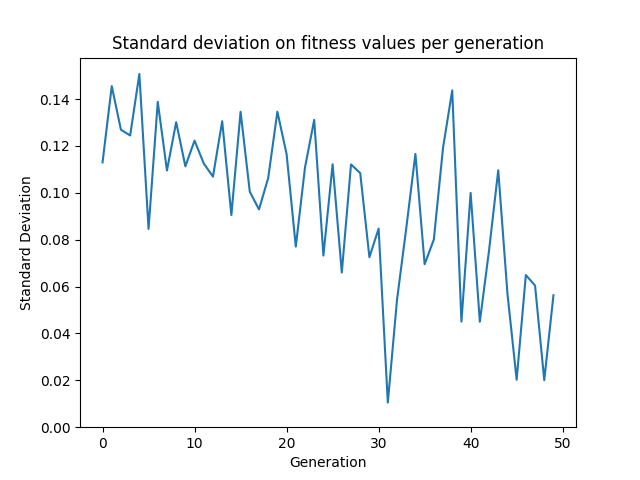 Standard deviation on fitness values per generation
0.14
0.12
0.10
0.08
0.06
0.04
0.02
0.00
Standard Deviation
0 10 20 30 40 50
Generation